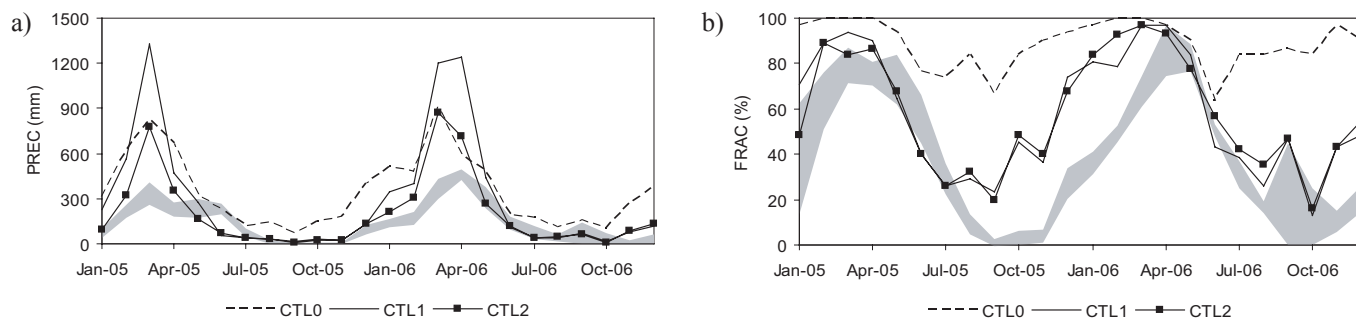 a)
PREC (mm)
1500
1200
900
600
300
0
Jan-05 Apr-05 Jul-05 Oct-05 Jan-06 Apr-06 Jul-06 Oct-06
CTL0 CTL1 CTL2
b)
FRAC (%)
100
80
60
40
20
0
Jan-05 Apr-05 Jul-05 Oct-05 Jan-06 Apr-06 Jul-06 Oct-06
CTL0 CTL1 CTL2